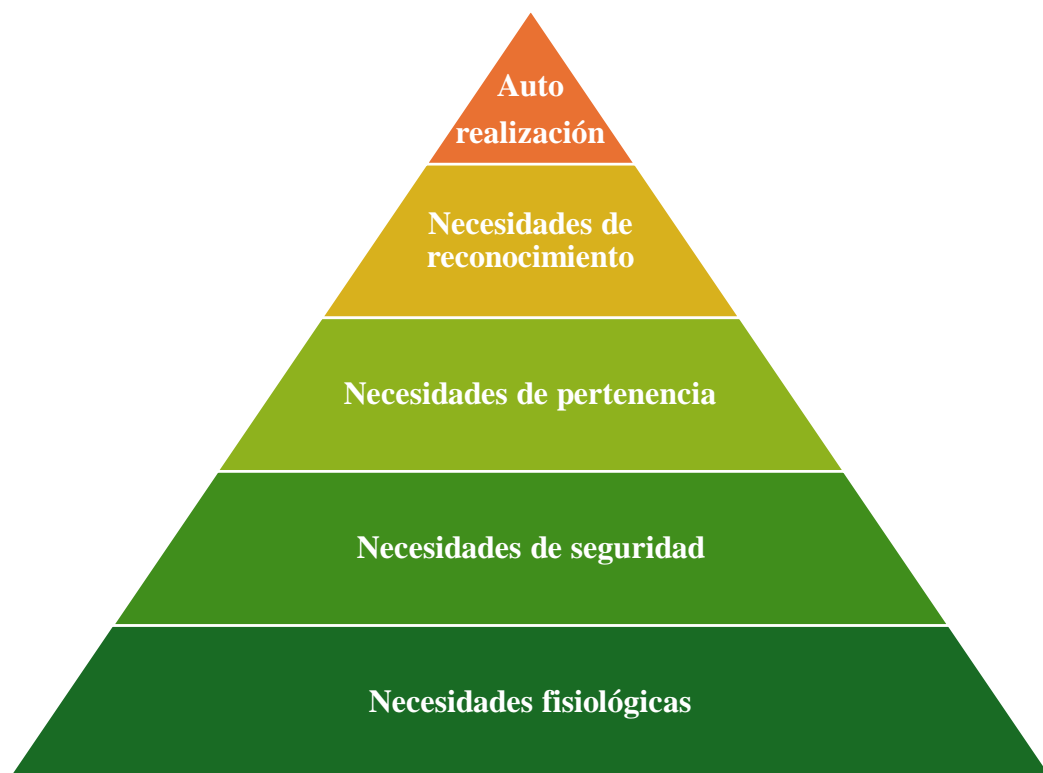 Auto
realización
Necesidades de
reconocimiento
Necesidades de pertenencia
Necesidades de seguridad
Necesidades fisiológicas